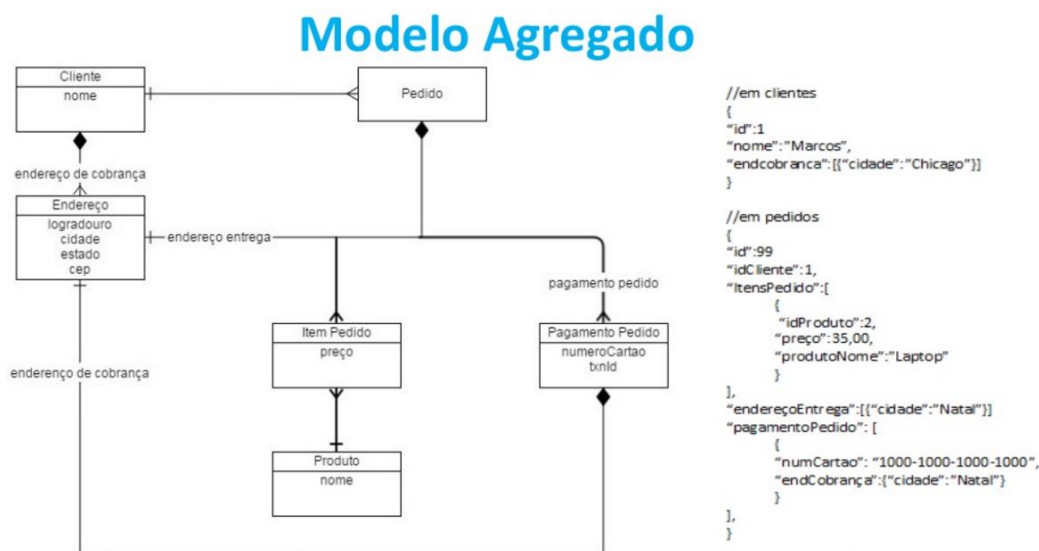 Modelo Agregado
Cliente
nome
Pedido
endereço de cobrança
Endereço
logradouro
cidade
estado
cep
endereço entrega
pagamento pedido
Item Pedido
preço
Pagamento Pedido
numeroCartao
txnId
enderenço de cobrança
Produto
nome
//em clientes
{
"id":1
"nome":"Marcos",
"endcobranca":[{"cidade":"Chicago"}]
}
//em pedidos
{
"id":99
"idCliente":1,
"ItensPedido":[
{
"idProduto":2,
"preço":35,00,
"produtoNome":"Laptop"
}
],
"endereçoEntrega":[{"cidade":"Natal"}]
"pagamentoPedido": [
{
"numCartao": "1000-1000-1000-1000",
"endCobrança":{"cidade":"Natal"}
}
],
}